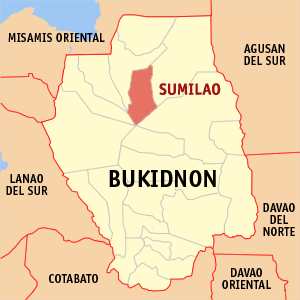 MISAMIS ORIENTAL
AGUSAN
DEL SUR
SUMILAO
BUKIDNON
LANAO
DEL SUR
DAVAO
DEL
NORTE
COTABATO
DAVAO
ORIENTAL